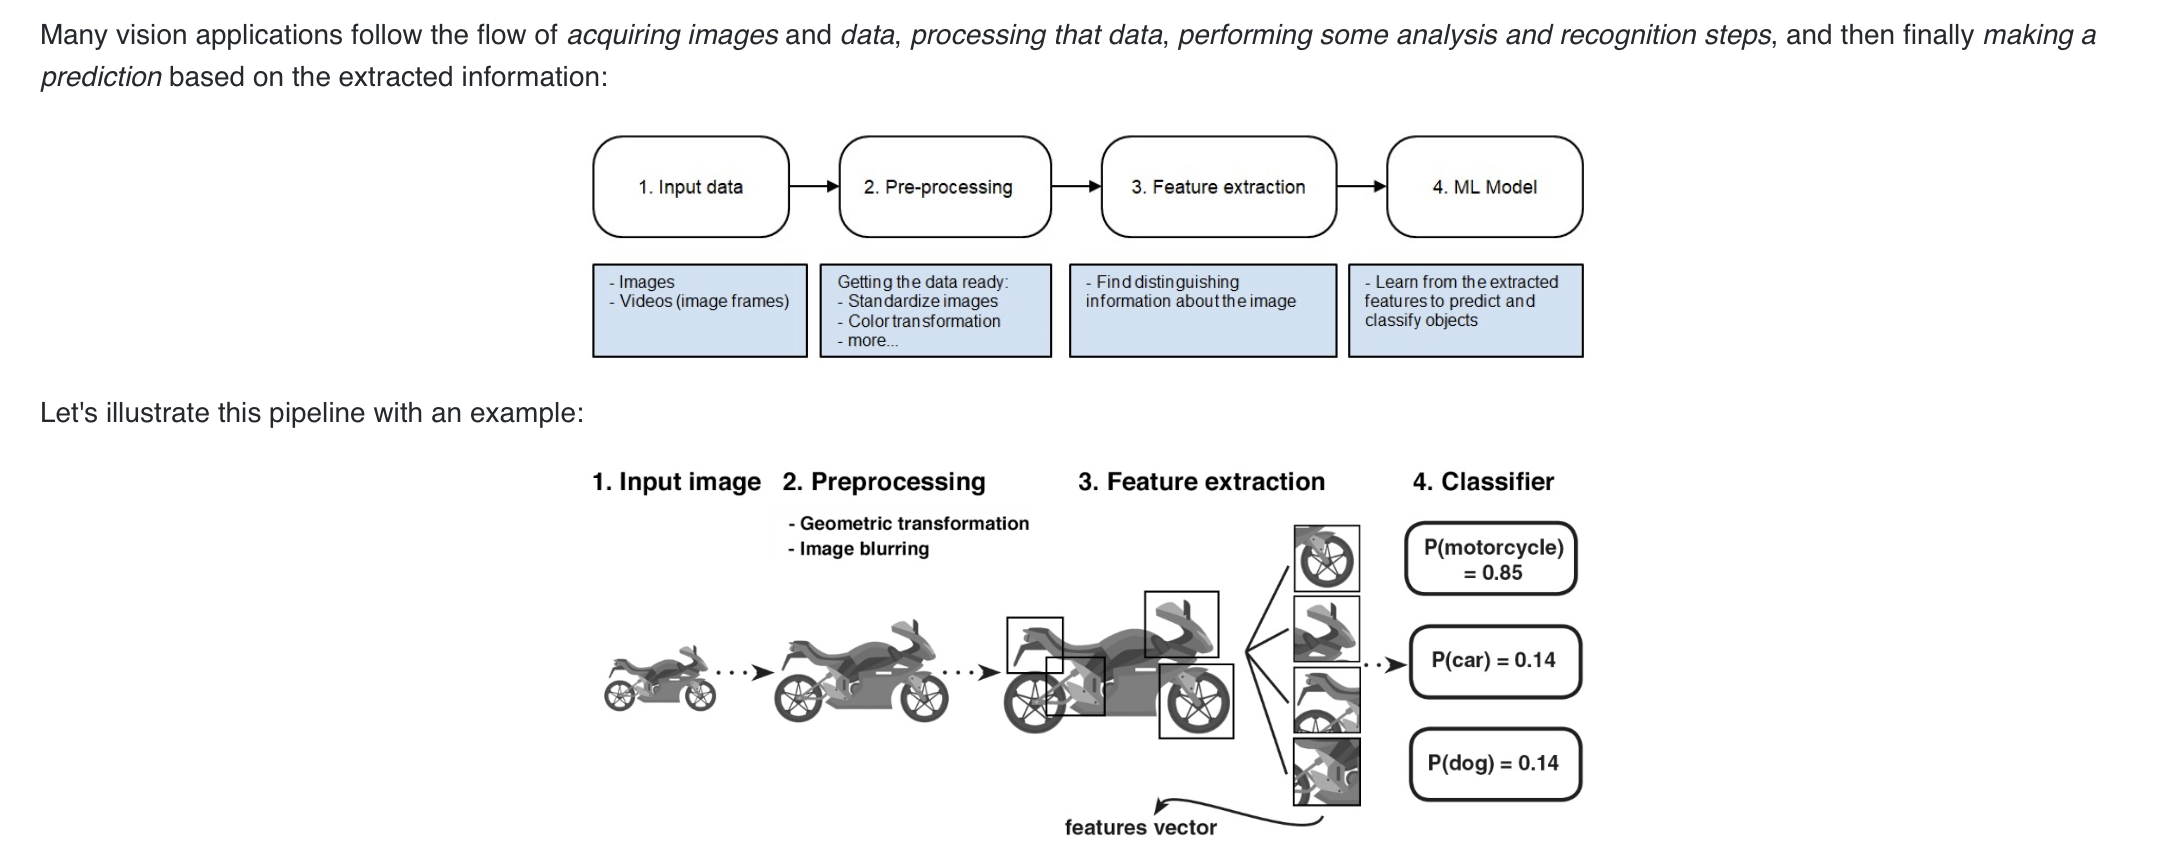 Many vision applications follow the flow of acquiring images and data, processing that data, performing some analysis and recognition steps, and then finally making a
prediction based on the extracted information:
1. Input data
2. Pre-processing
3. Feature extraction
4. ML Model
- Images
- Videos (image frames)
Getting the data ready:
- Standardize images
- Color transformation
- more...
- Find distinguishing
information about the image
- Learn from the extracted
features to predict and
classify objects
Let's illustrate this pipeline with an example:
1. Input image
2. Preprocessing
- Geometric transformation
- Image blurring
3. Feature extraction
features vector
4. Classifier
P(motorcycle)
= 0.85
P(car) = 0.14
P(dog) = 0.14